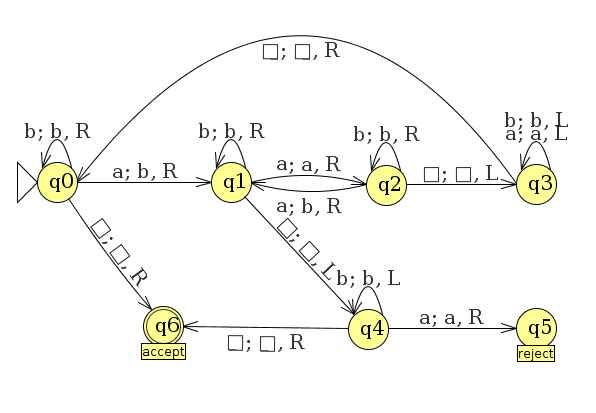 □; □, R
b; b, R
b; b, R
b; b, R
b; b, L
a; a, L
q0
a; b, R
q1
a; a, R
a; b, R
q2
□; □, L
q3
□; □, R
□; □, L
b; b, L
q6
accept
□; □, R
q4
a; a, R
q5
reject